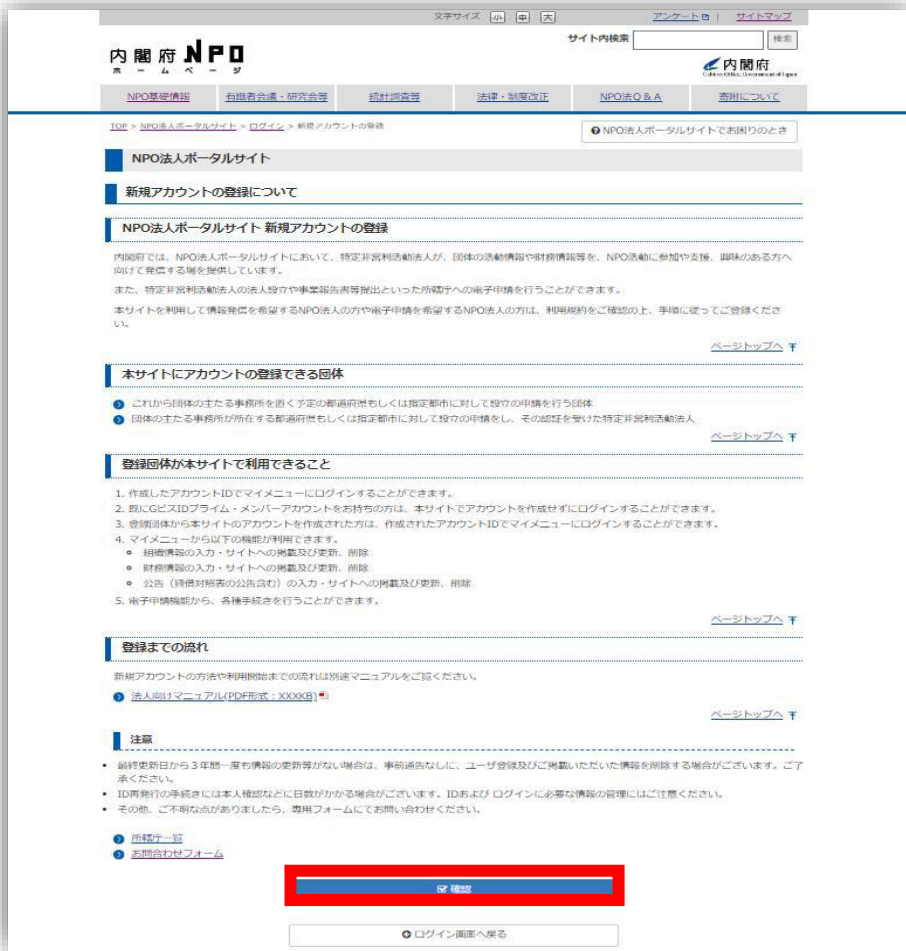 文字サイズ 小 中 大 アンケート | サイトマップ
サイト内検索 検索
内閣府 NPO
ホームページ
内閣府
Cabinet Office, Government of Japan
NPO基礎情報 有識者会議・研究会等 統計調査等 法律・制度改正 NPO法Q & A 寄附について
TOP > NPO法人ポータルサイト > ログイン > 新規アカウントの登録
NPO法人ポータルサイトでお困りのとき
NPO法人ポータルサイト
新規アカウントの登録について
NPO法人ポータルサイト 新規アカウントの登録
内閣府では、NPO法人ポータルサイトにおいて、特定非営利活動法人が、団体の活動情報や財務情報等を、NPO活動に参加や支援、興味のある方へ
向けて発信する場を提供しています。
また、特定非営利活動法人の法人設立や事業報告書等提出といった所轄庁への電子申請を行うことができます。
本サイトを利用して情報発信を希望するNPO法人の方や電子申請を希望するNPO法人の方は、利用規約をご確認の上、手順に従ってご登録くださ
い。
ページトップへ
本サイトにアカウントの登録できる団体
これから団体の主たる事務所を置く予定の都道府県もしくは指定都市に対して設立の申請を行う団体
団体の主たる事務所が所在する都道府県もしくは指定都市に対して設立の申請をし、その認証を受けた特定非営利活動法人
ページトップへ
登録団体が本サイトで利用できること
1. 作成したアカウントIDでマイメニューにログインすることができます。
2. 既にGビズIDプライム・メンバーアカウントをお持ちの方は、本サイトでアカウントを作成せずにログインすることができます。
3. 登録団体から本サイトのアカウントを作成された方は、作成されたアカウントIDでマイメニューにログインすることができます。
4. マイメニューから以下の機能が利用できます。
組織情報の入力・サイトへの掲載及び更新、削除
財務情報の入力・サイトへの掲載及び更新、削除
公告（貸借対照表の公告含む）の入力・サイトへの掲載及び更新、削除
5. 電子申請機能から、各種手続きを行うことができます。
ページトップへ
登録までの流れ
新規アカウントの方法や利用開始までの流れは別途マニュアルをご覧ください。
法人向けマニュアル(PDF形式：XXXKB)
ページトップへ
注意
最終更新日から３年間一度も情報の更新等がない場合は、事前通告なしに、ユーザ登録及びご掲載いただいた情報を削除する場合がございます。ご了
承ください。
ID再発行の手続きには本人確認などに日数がかかる場合がございます。IDおよび ログインに必要な情報の管理にはご注意ください。
その他、ご不明な点がありましたら、専用フォームにてお問い合わせください。
所轄庁一覧
お問合わせフォーム
確認
ログイン画面へ戻る